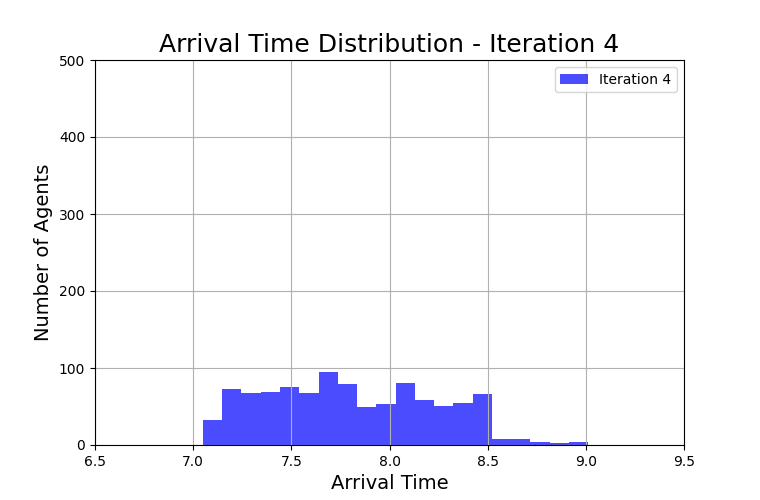 Arrival Time Distribution - Iteration 4
Iteration 4
Number of Agents
500
400
300
200
100
0
6.5 7.0 7.5 8.0 8.5 9.0 9.5
Arrival Time